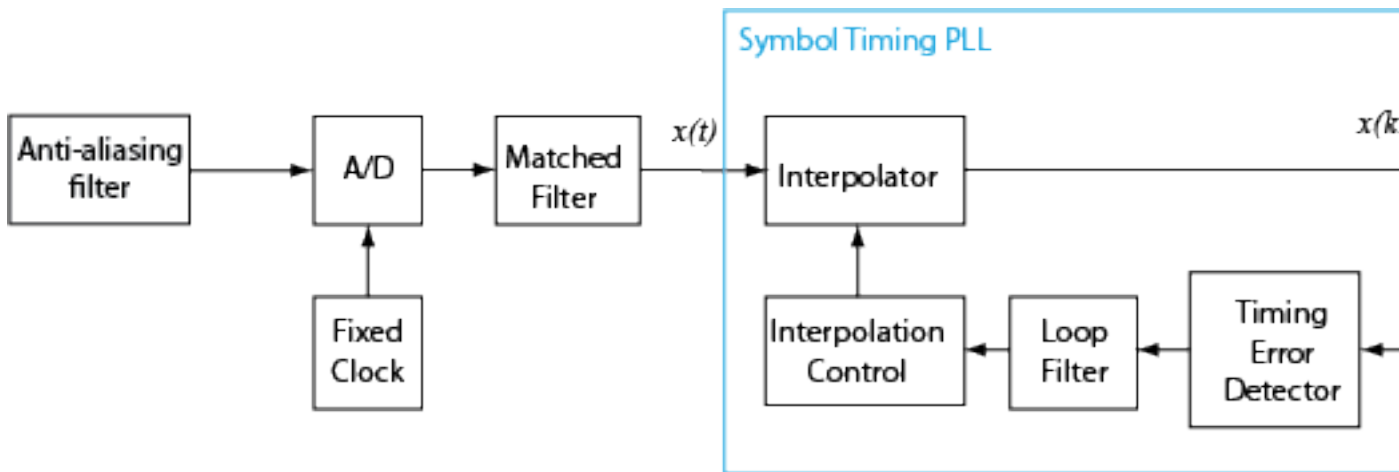 Symbol Timing PLL
Anti-aliasing
filter
A/D
Matched
Filter
x(t)
Interpolator
x(k
Fixed
Clock
Interpolation
Control
Loop
Filter
Timing
Error
Detector